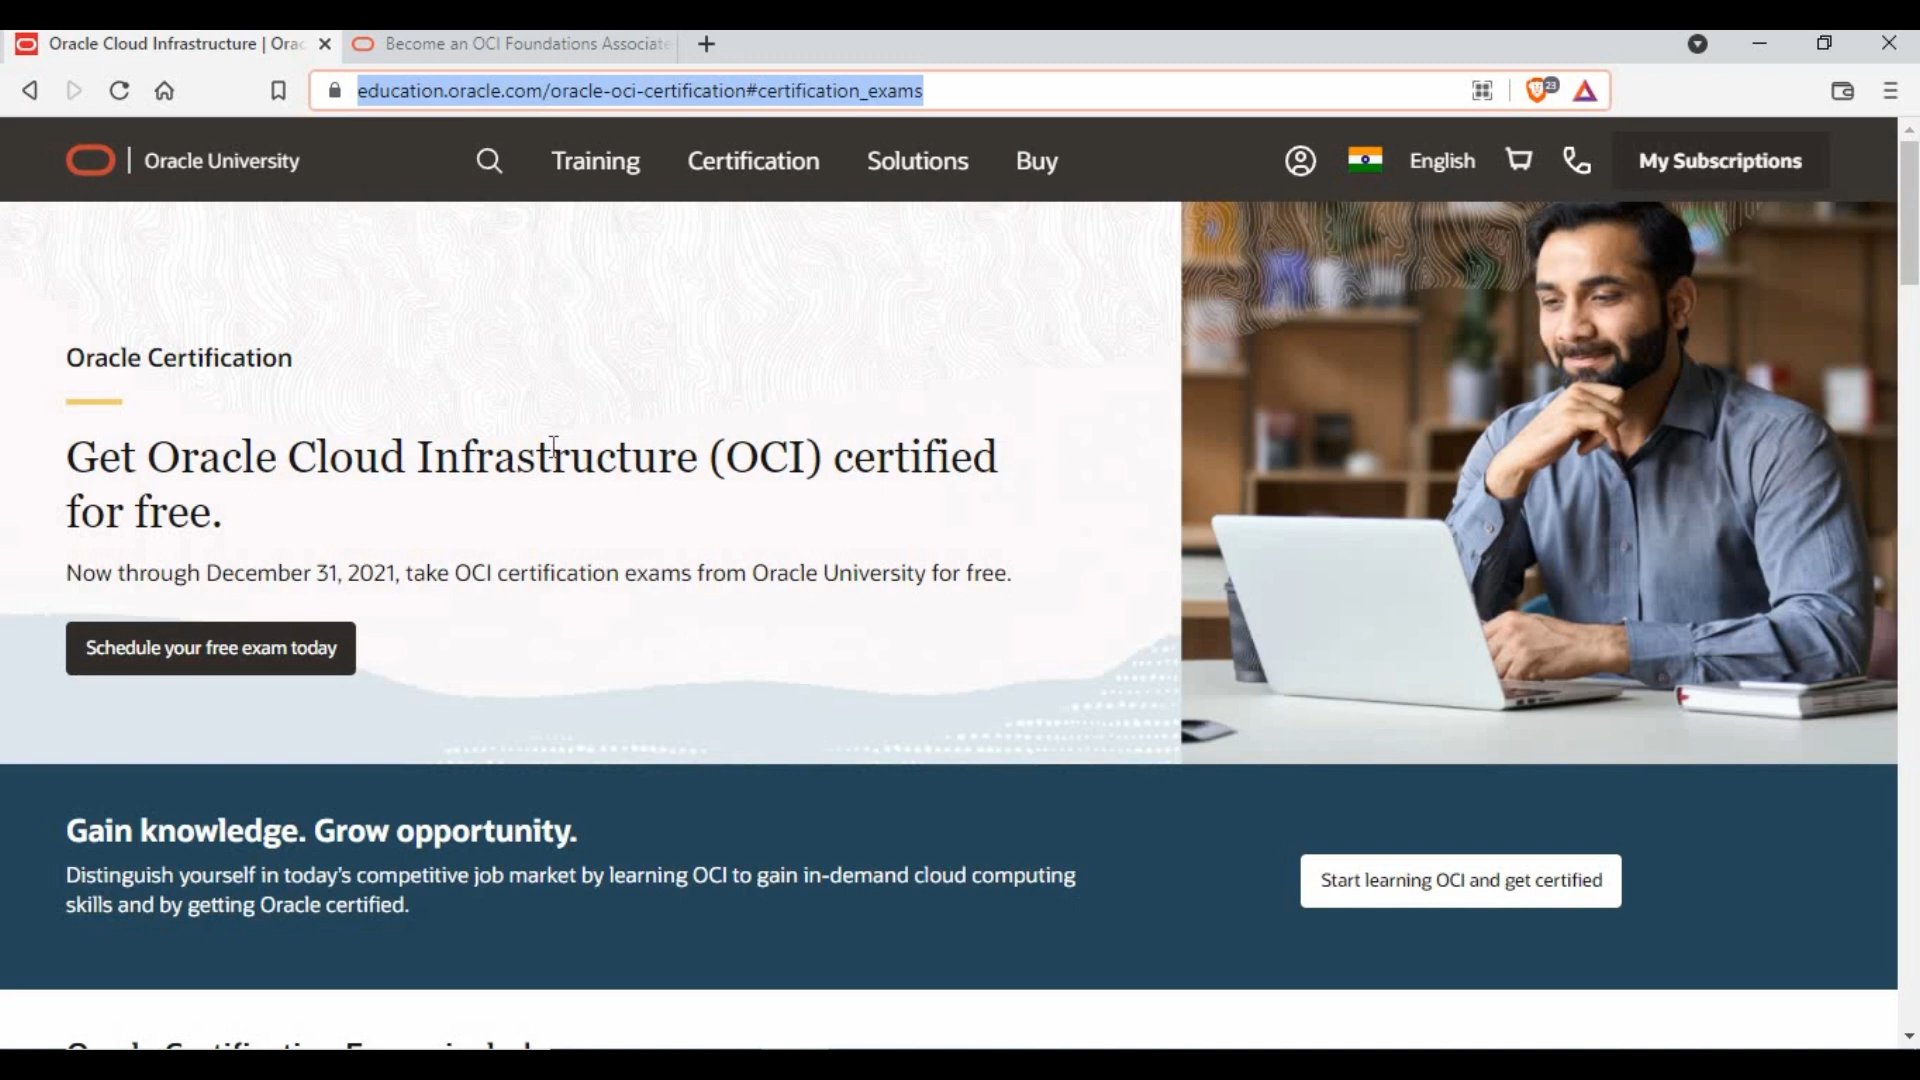 Oracle Cloud Infrastructure | Orac
Become an OCI Foundations Associate
education.oracle.com/oracle-oci-certification#certification_exams
23
Oracle University
Training
Certification
Solutions
Buy
English
My Subscriptions
Oracle Certification
Get Oracle Cloud Infrastructure (OCI) certified
for free.
Now through December 31, 2021, take OCI certification exams from Oracle University for free.
Schedule your free exam today
Gain knowledge. Grow opportunity.
Distinguish yourself in today's competitive job market by learning OCI to gain in-demand cloud computing
skills and by getting Oracle certified.
Start learning OCI and get certified